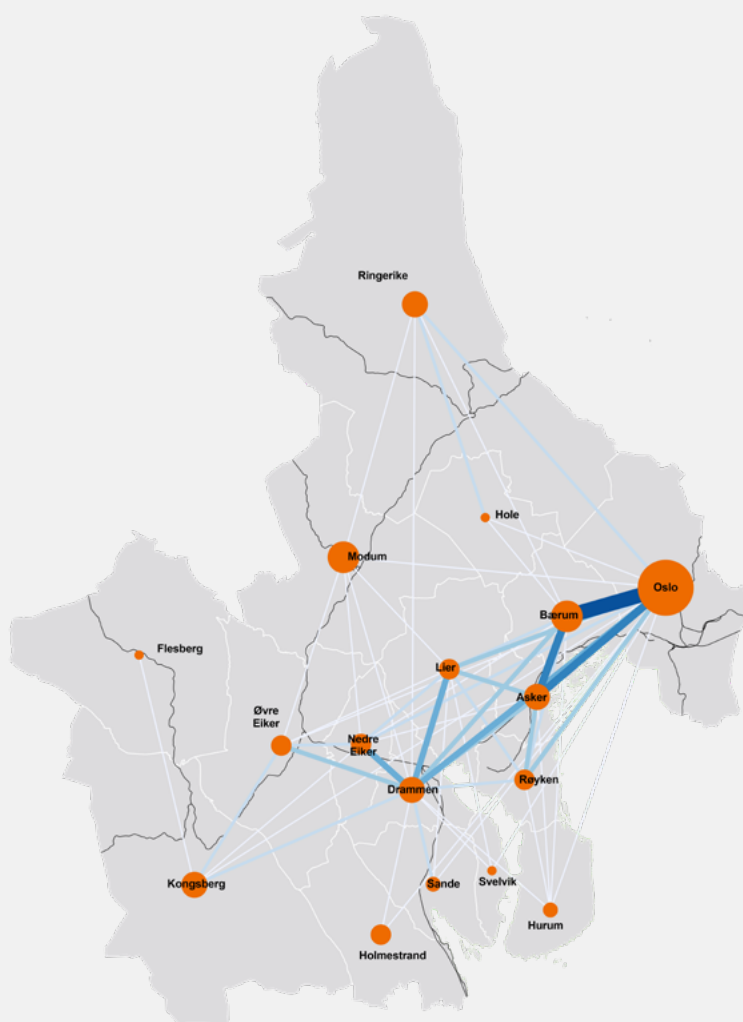 Ringerike
Hole
Modum
Oslo
Bærum
Flesberg
Lier
Asker
Øvre
Eiker
Nedre
Eiker
Røyken
Drammen
Kongsberg
Sande
Svelvik
Hurum
Holmestrand